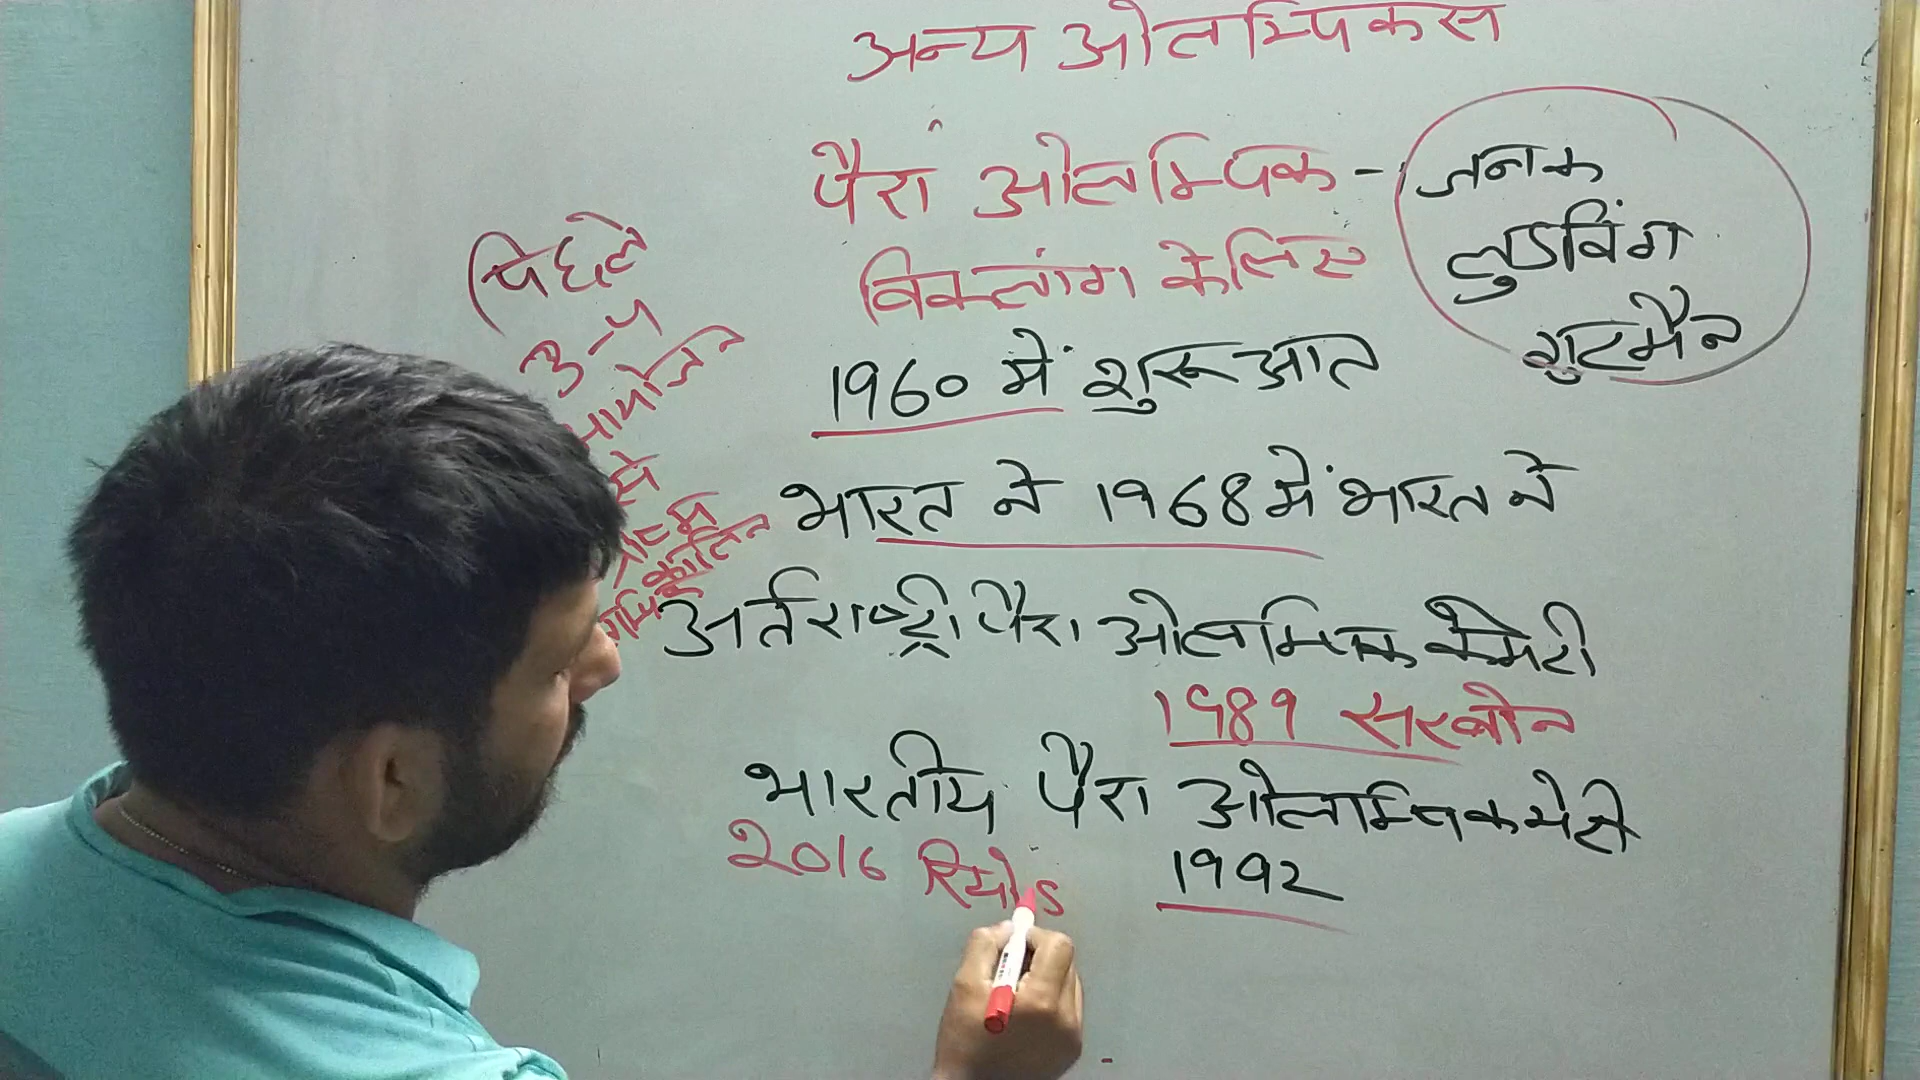 अन्य ओलम्पिकस
पैरा ओलम्पिक - जनक
लुडविंग
गुटमैन
विकलांग के लिए
1960 में शुरूआत
भारत ने 1968 में भारत ने
अर्तराष्ट्री पैरा ओलम्पिक कमेटी
1989 सरबोन
भारतीय पैरा ओलम्पिक कमेटी
1992
2016 रियोड
पिछले
3-4
आयोजन
से
ग्रीष्म
कालिन